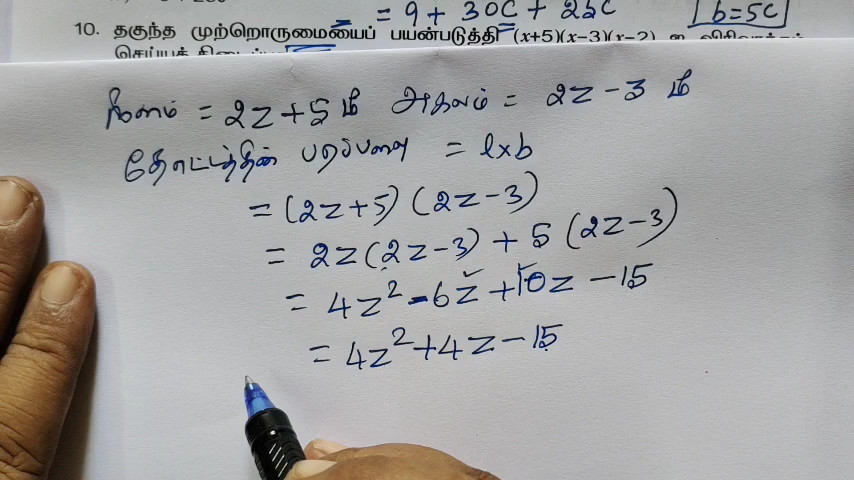 = 9 + 30C + 25C
b=5C
10. தகுந்த முற்றொருமையைப் பயன்படுத்தி (x+5)(x−3)(x−2) ஐ
நீளம் = 2z+5 மீ அகலம் = 2z-3 மீ
தோட்டத்தின் பரப்பளவு = l×b
= (2z+5) (2z-3)
= 2z(2z-3) + 5 (2z-3)
= 4z² - 6z + 10z - 15
= 4z² + 4z - 15